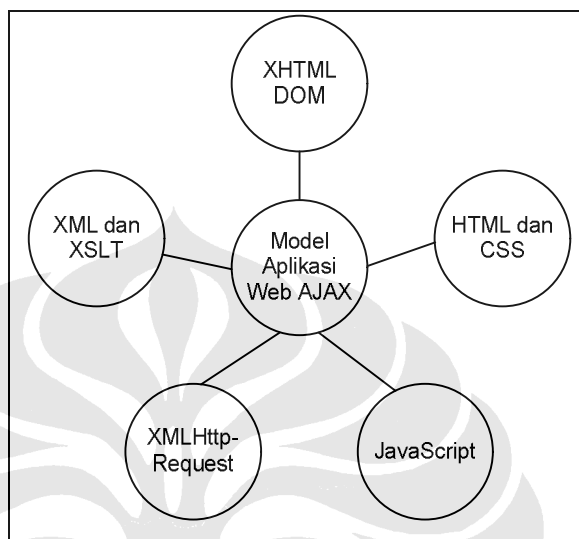 XHTML
DOM
XML dan
XSLT
HTML dan
CSS
Model
Aplikasi
Web AJAX
XMLHttp-
Request
JavaScript